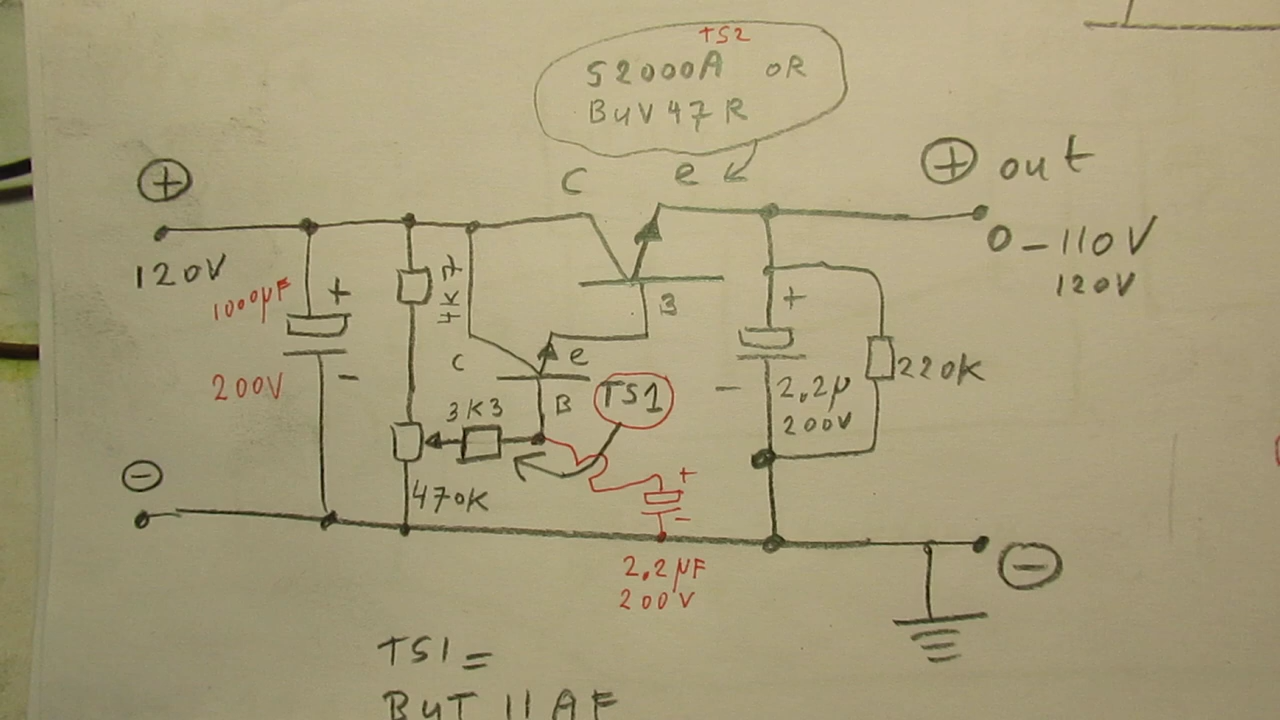 TS2
S2000A OR
BUV47R
C e
⊕ ⊕ out
120V 0-110V
120V
1000µF
200V
+
-
4K7
C e B
B
TS1
3K3
470K
+
-
2,2µ
200V
220K
⊖
+
-
2,2µF
200V
⊖
TS1 =
BUT 11 AF